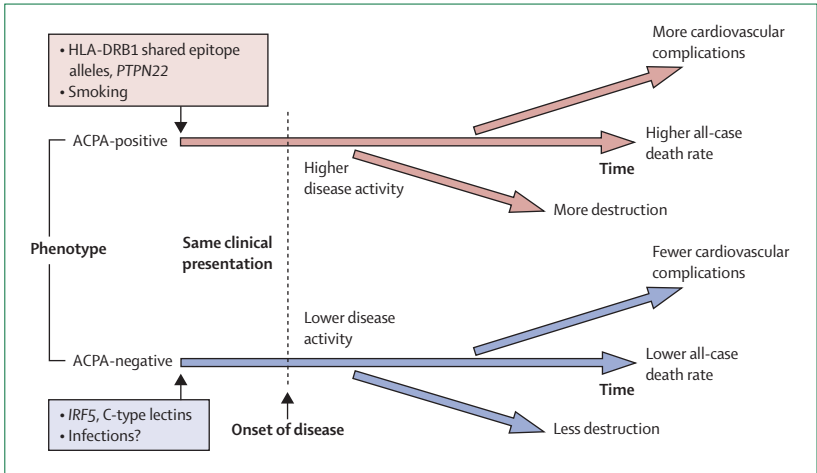 • HLA-DRB1 shared epitope
alleles, PTPN22
• Smoking
More cardiovascular
complications
ACPA-positive
Higher all-case
death rate
Time
Higher
disease activity
More destruction
Phenotype
Same clinical
presentation
Fewer cardiovascular
complications
Lower disease
activity
ACPA-negative
Lower all-case
death rate
Time
• IRF5, C-type lectins
• Infections?
Onset of disease
Less destruction